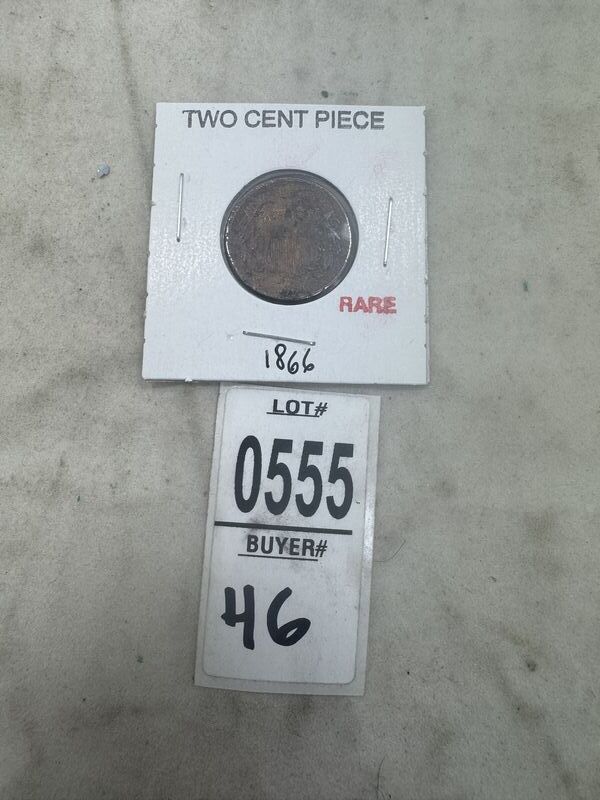 TWO CENT PIECE
RARE
1866
LOT#
0555
BUYER#
46